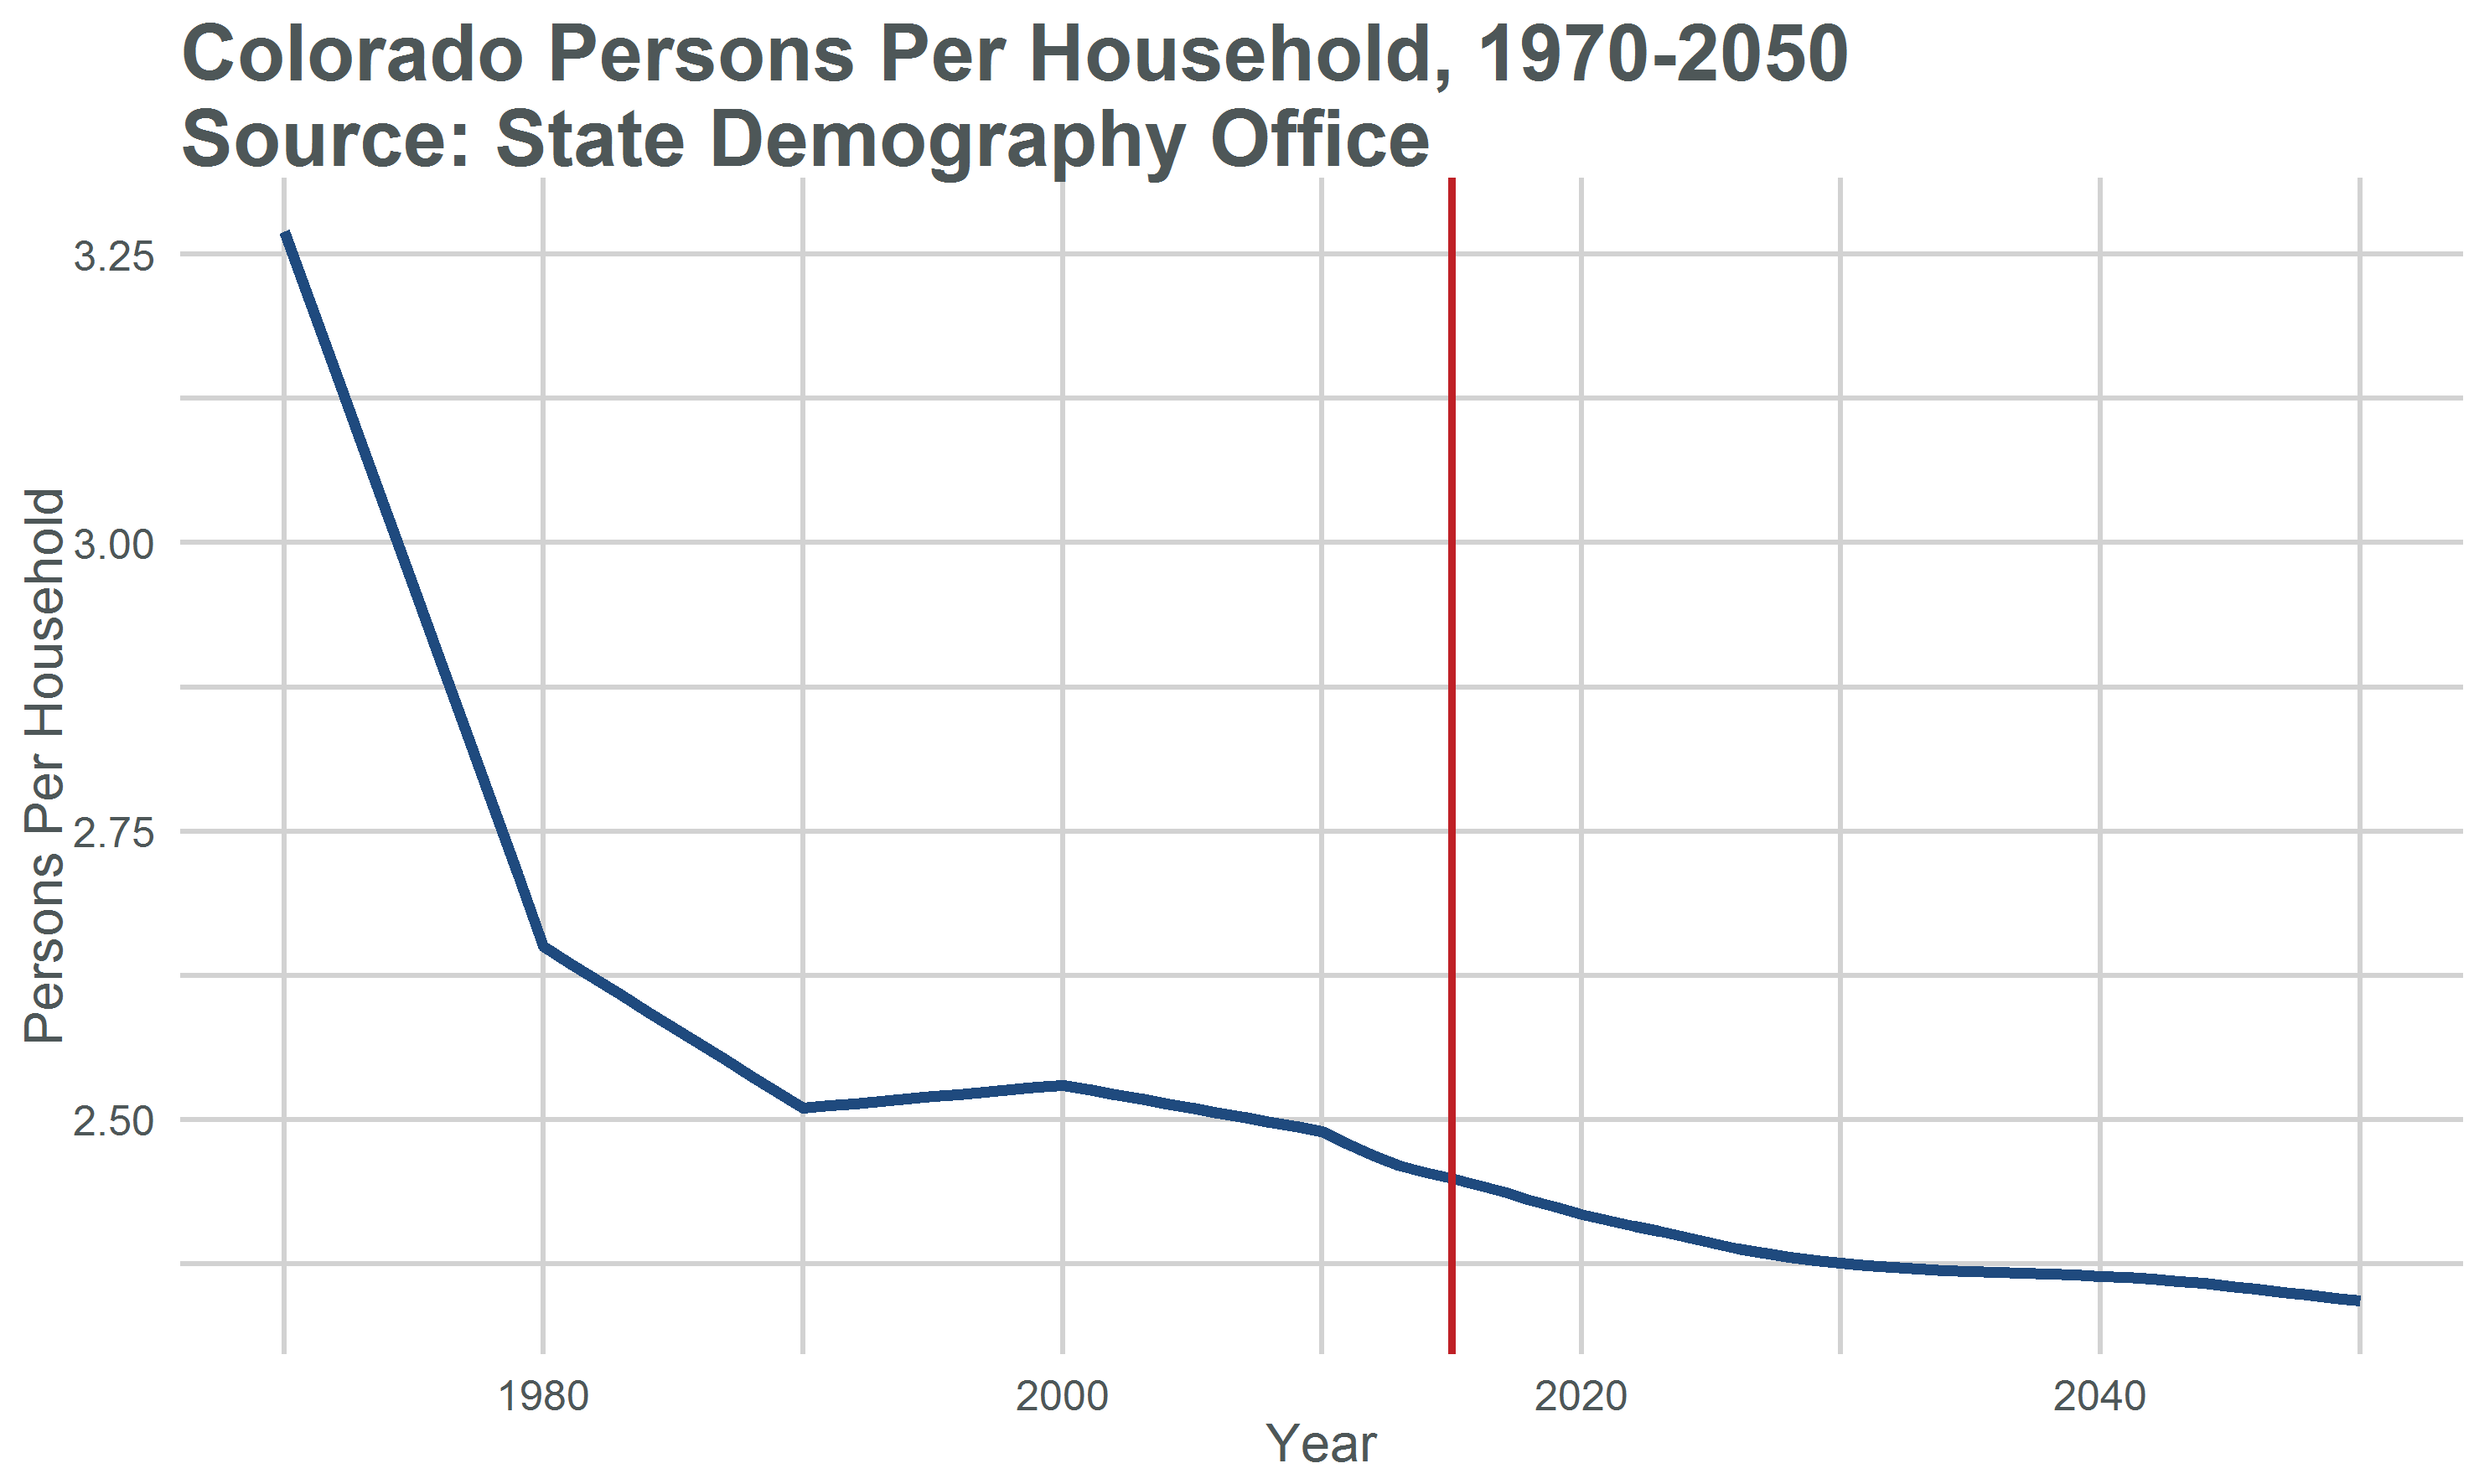 Colorado Persons Per Household, 1970-2050
Source: State Demography Office
Persons Per Household
3.25
3.00
2.75
2.50
1980
2000
2020
2040
Year